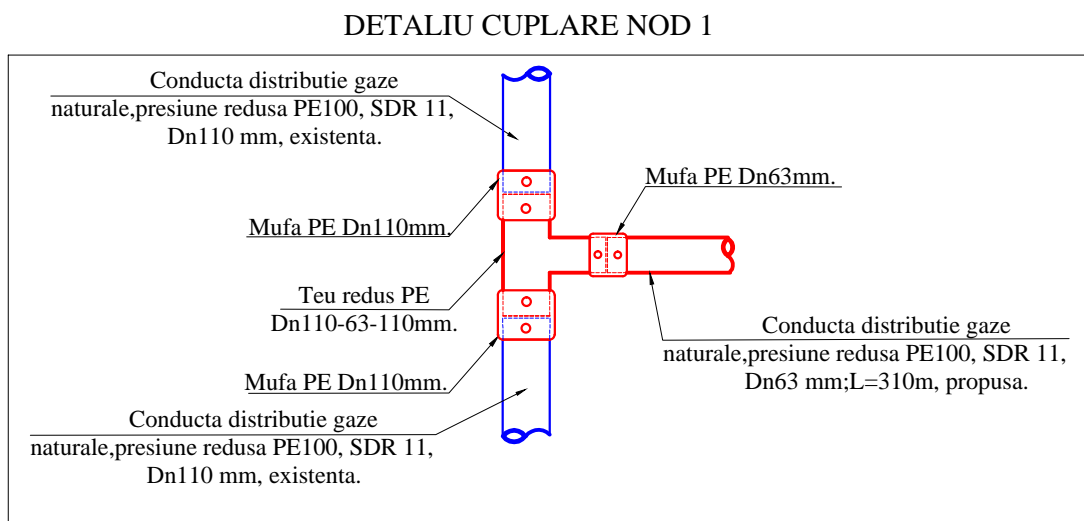 DETALIU CUPLARE NOD 1
Conducta distributie gaze
naturale,presiune redusa PE100, SDR 11,
Dn110 mm, existenta.
Mufa PE Dn63mm.
Mufa PE Dn110mm.
Teu redus PE
Dn110-63-110mm.
Conducta distributie gaze
naturale,presiune redusa PE100, SDR 11,
Dn63 mm;L=310m, propusa.
Mufa PE Dn110mm.
Conducta distributie gaze
naturale,presiune redusa PE100, SDR 11,
Dn110 mm, existenta.